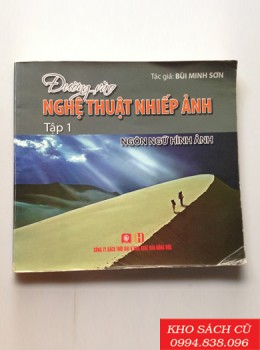 Tác giả: BÙI MINH SƠN
Đường vào
NGHỆ THUẬT NHIẾP ẢNH
Tập 1
NGÔN NGỮ HÌNH ẢNH
KHO SÁCH CŨ
0994.838.096